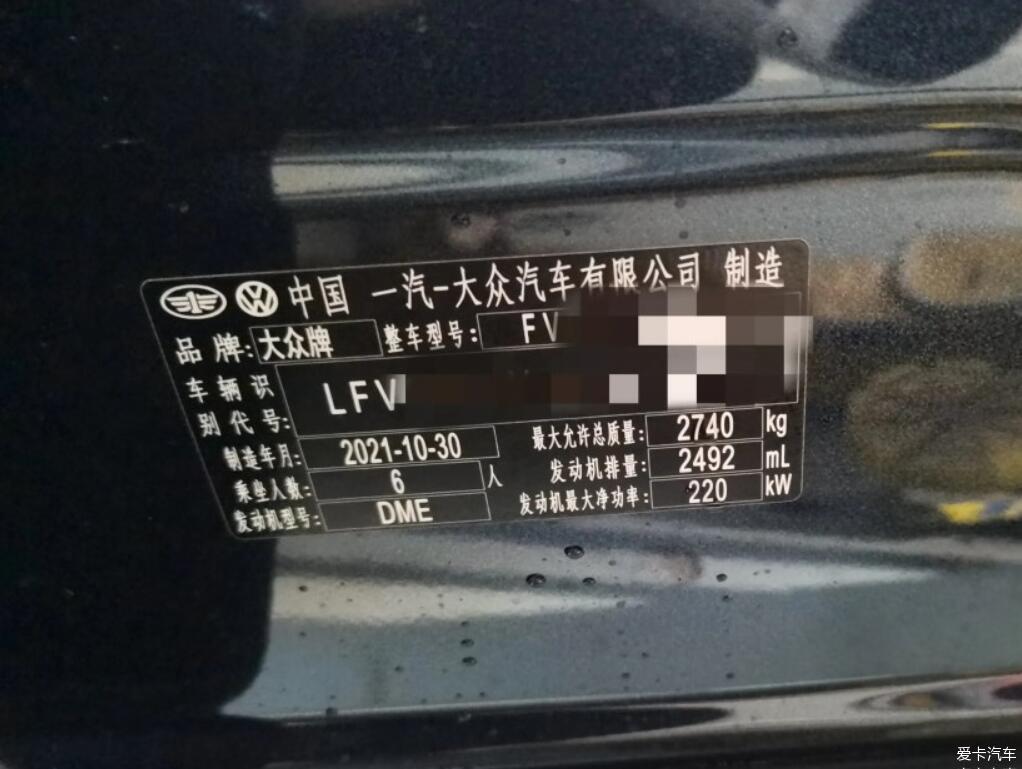 中国 一汽-大众汽车有限公司 制造
品牌:大众牌 整车型号:FV
车辆识别代号:LFV
制造年月:2021-10-30 最大允许总质量:2740 kg
乘坐人数:6人 发动机排量:2492 mL
发动机型号:DME 发动机最大净功率:220 kW
爱卡汽车